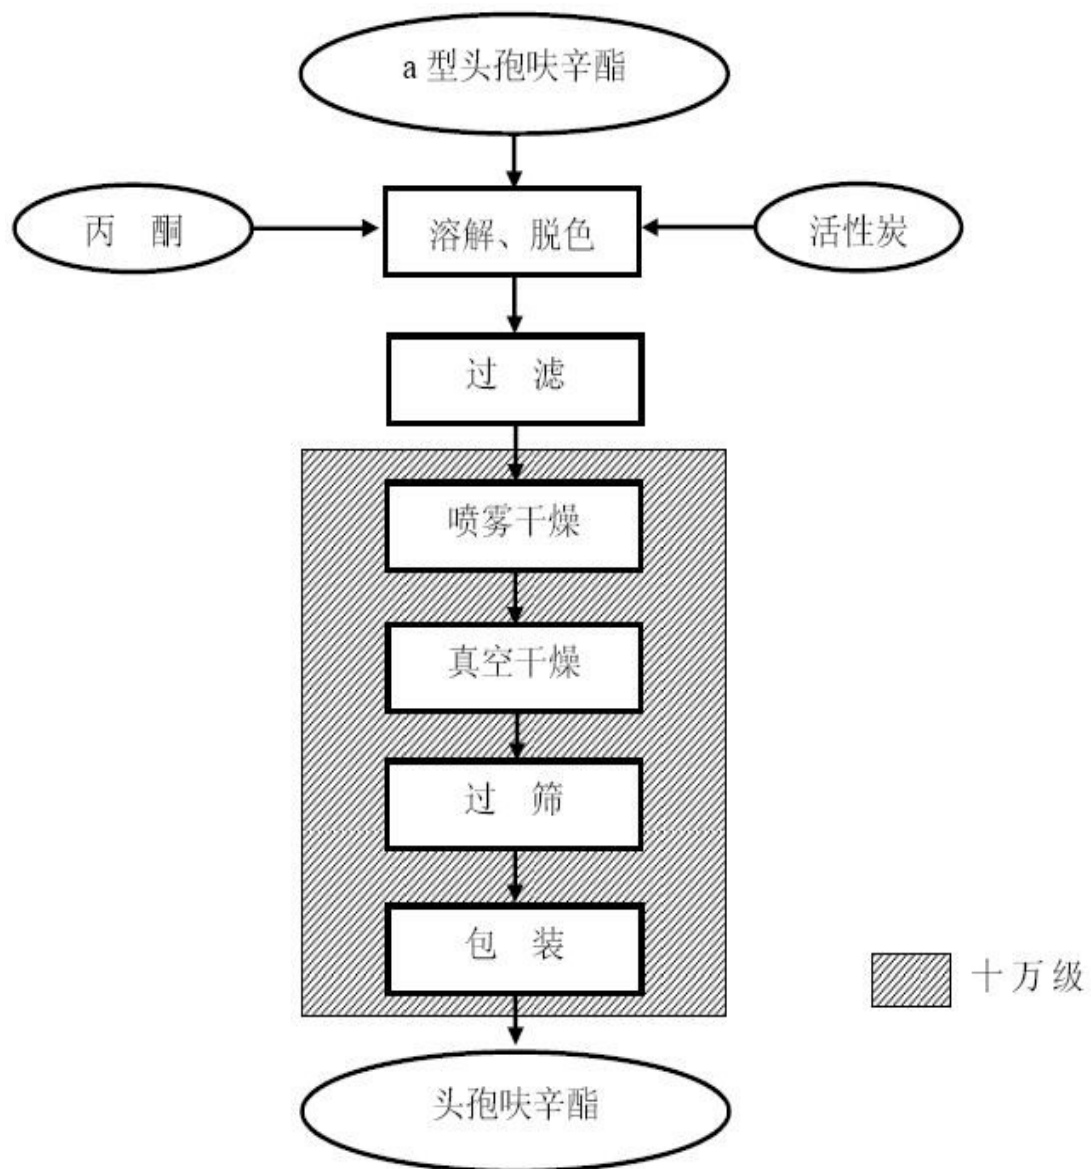 a 型头孢呋辛酯
丙 酮
溶解、脱色
活性炭
过 滤
喷雾干燥
真空干燥
过 筛
包 装
十万级
头孢呋辛酯